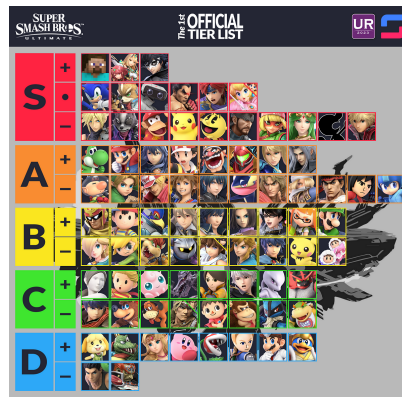 SUPER
SMASH BROS.
ULTIMATE
The 1st OFFICIAL
TIER LIST
UR
S
+
•
−
A
+
−
B
+
−
C
+
−
D
+
−